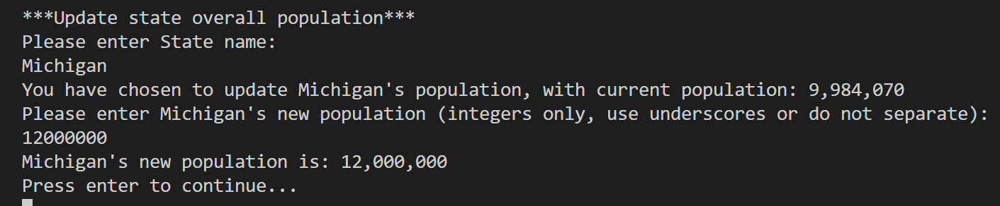 ***Update state overall population***
Please enter State name:
Michigan
You have chosen to update Michigan's population, with current population: 9,984,070
Please enter Michigan's new population (integers only, use underscores or do not separate):
12000000
Michigan's new population is: 12,000,000
Press enter to continue...